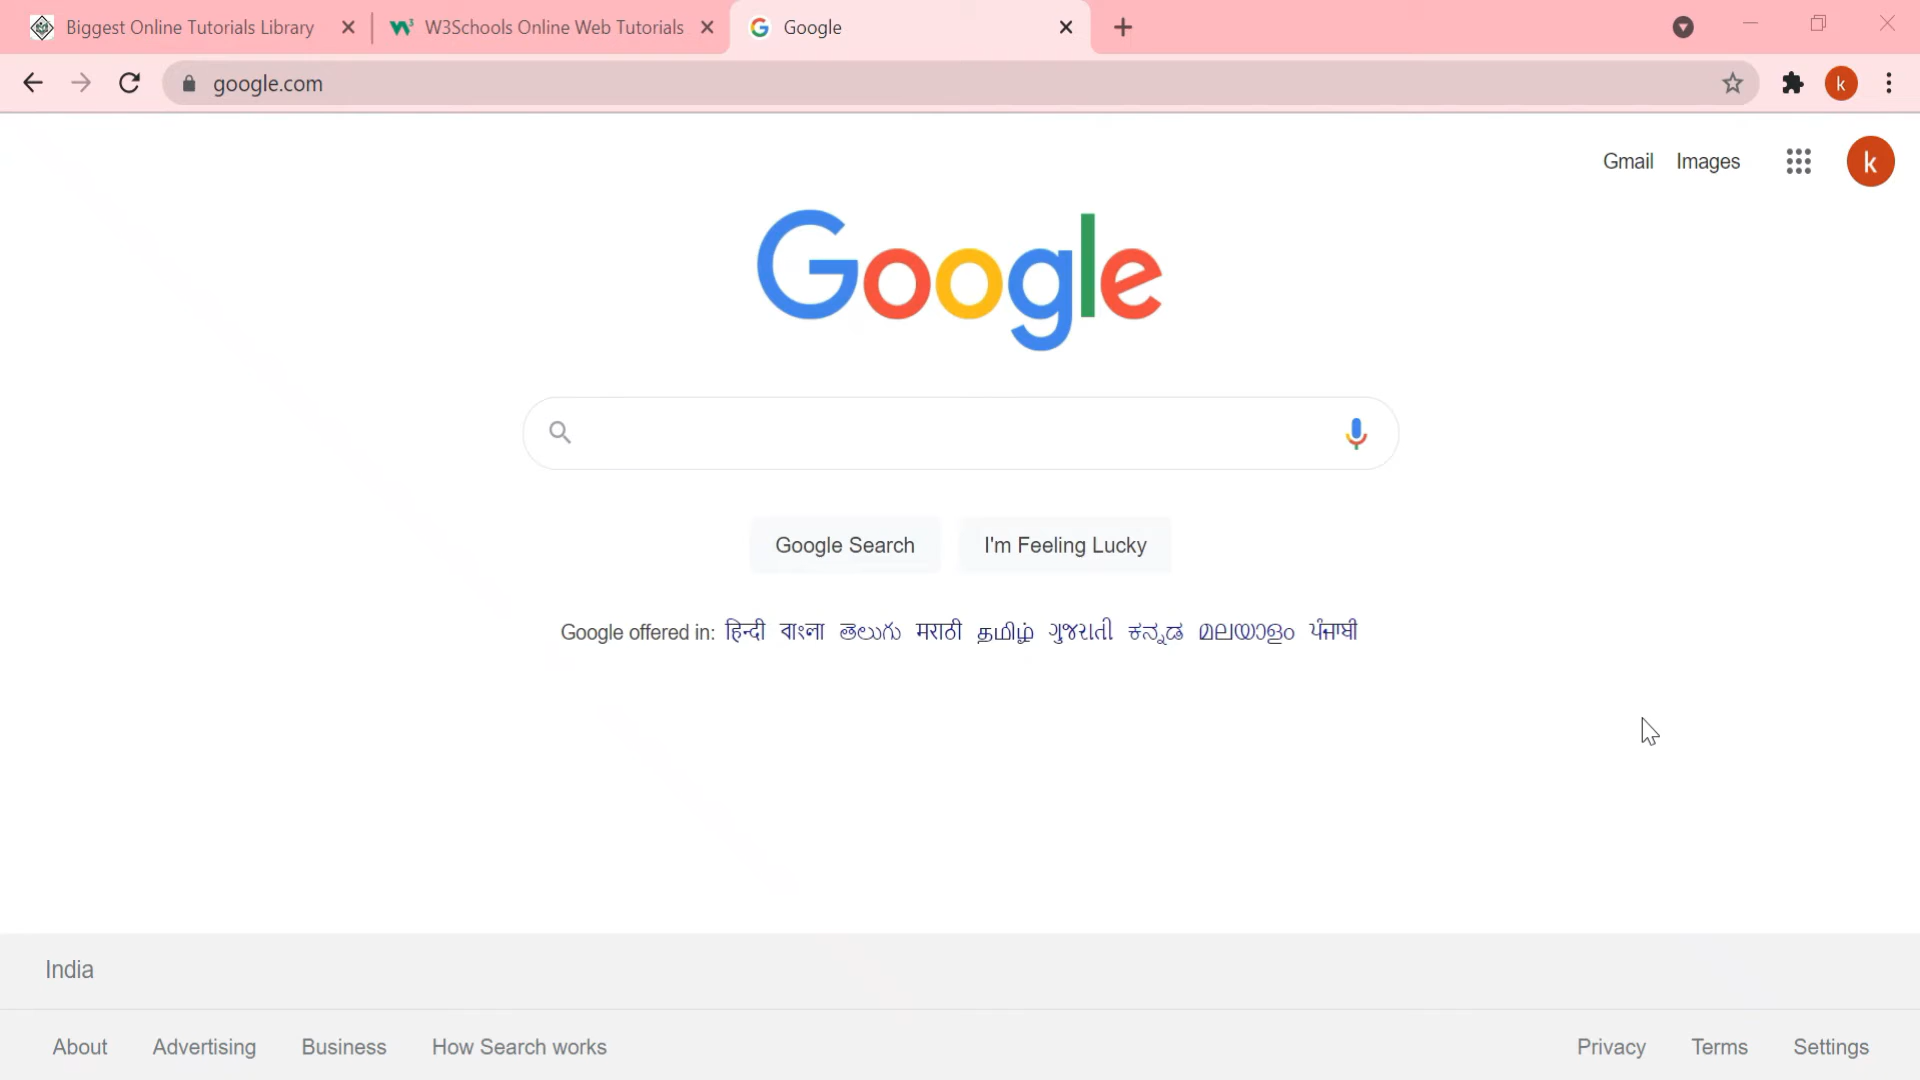 Biggest Online Tutorials Library W3Schools Online Web Tutorials Google
google.com k
Gmail Images k
Google
Google Search I'm Feeling Lucky
Google offered in: हिन्दी বাংলা తెలుగు मराठी தமிழ் ગુજરાતી ಕನ್ನಡ മലയാളം ਪੰਜਾਬੀ
India
About Advertising Business How Search works Privacy Terms Settings